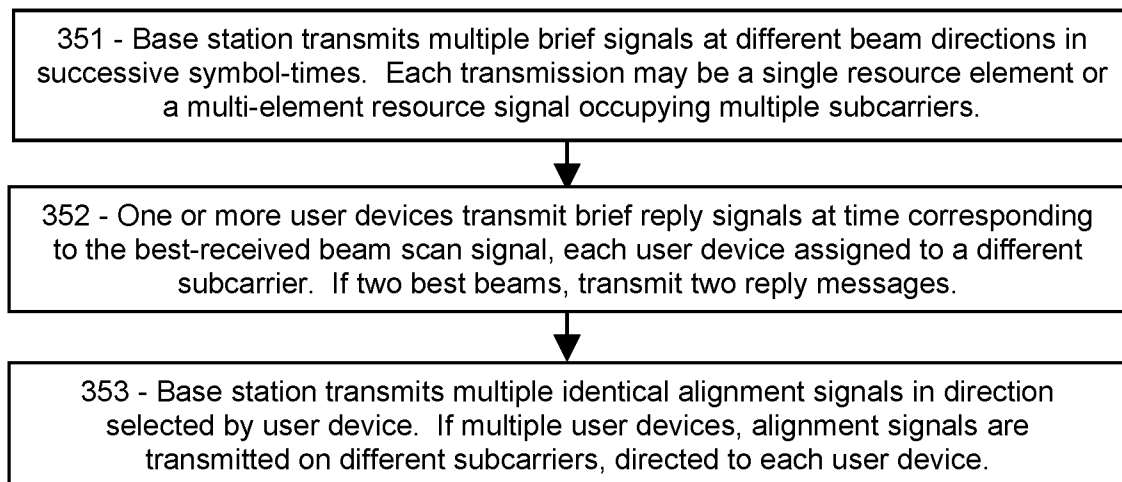 351 - Base station transmits multiple brief signals at different beam directions in
successive symbol-times.  Each transmission may be a single resource element or
a multi-element resource signal occupying multiple subcarriers.
352 - One or more user devices transmit brief reply signals at time corresponding
to the best-received beam scan signal, each user device assigned to a different
subcarrier.  If two best beams, transmit two reply messages.
353 - Base station transmits multiple identical alignment signals in direction
selected by user device.  If multiple user devices, alignment signals are
transmitted on different subcarriers, directed to each user device.